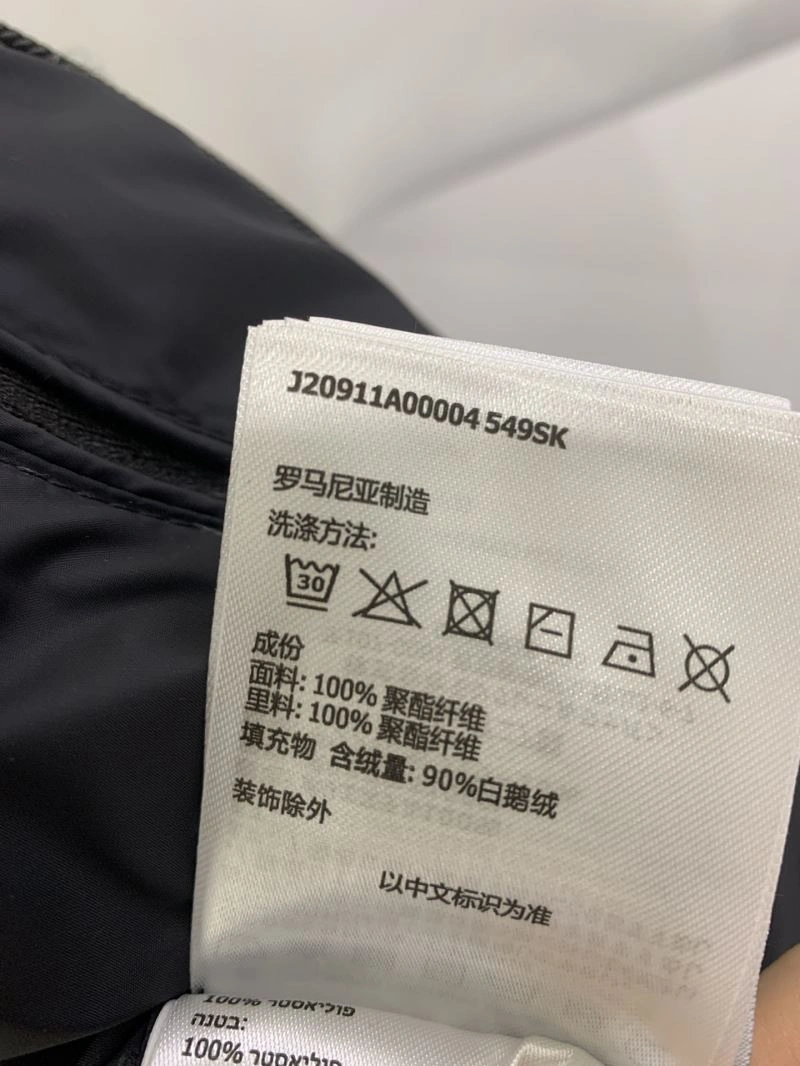 J20911A00004 549SK
罗马尼亚制造
洗涤方法:
30
成份
面料: 100% 聚酯纤维
里料: 100% 聚酯纤维
填充物 含绒量: 90%白鹅绒
装饰除外
以中文标识为准
100% פוליאסטר
בטנה:
100% פוליאסטר